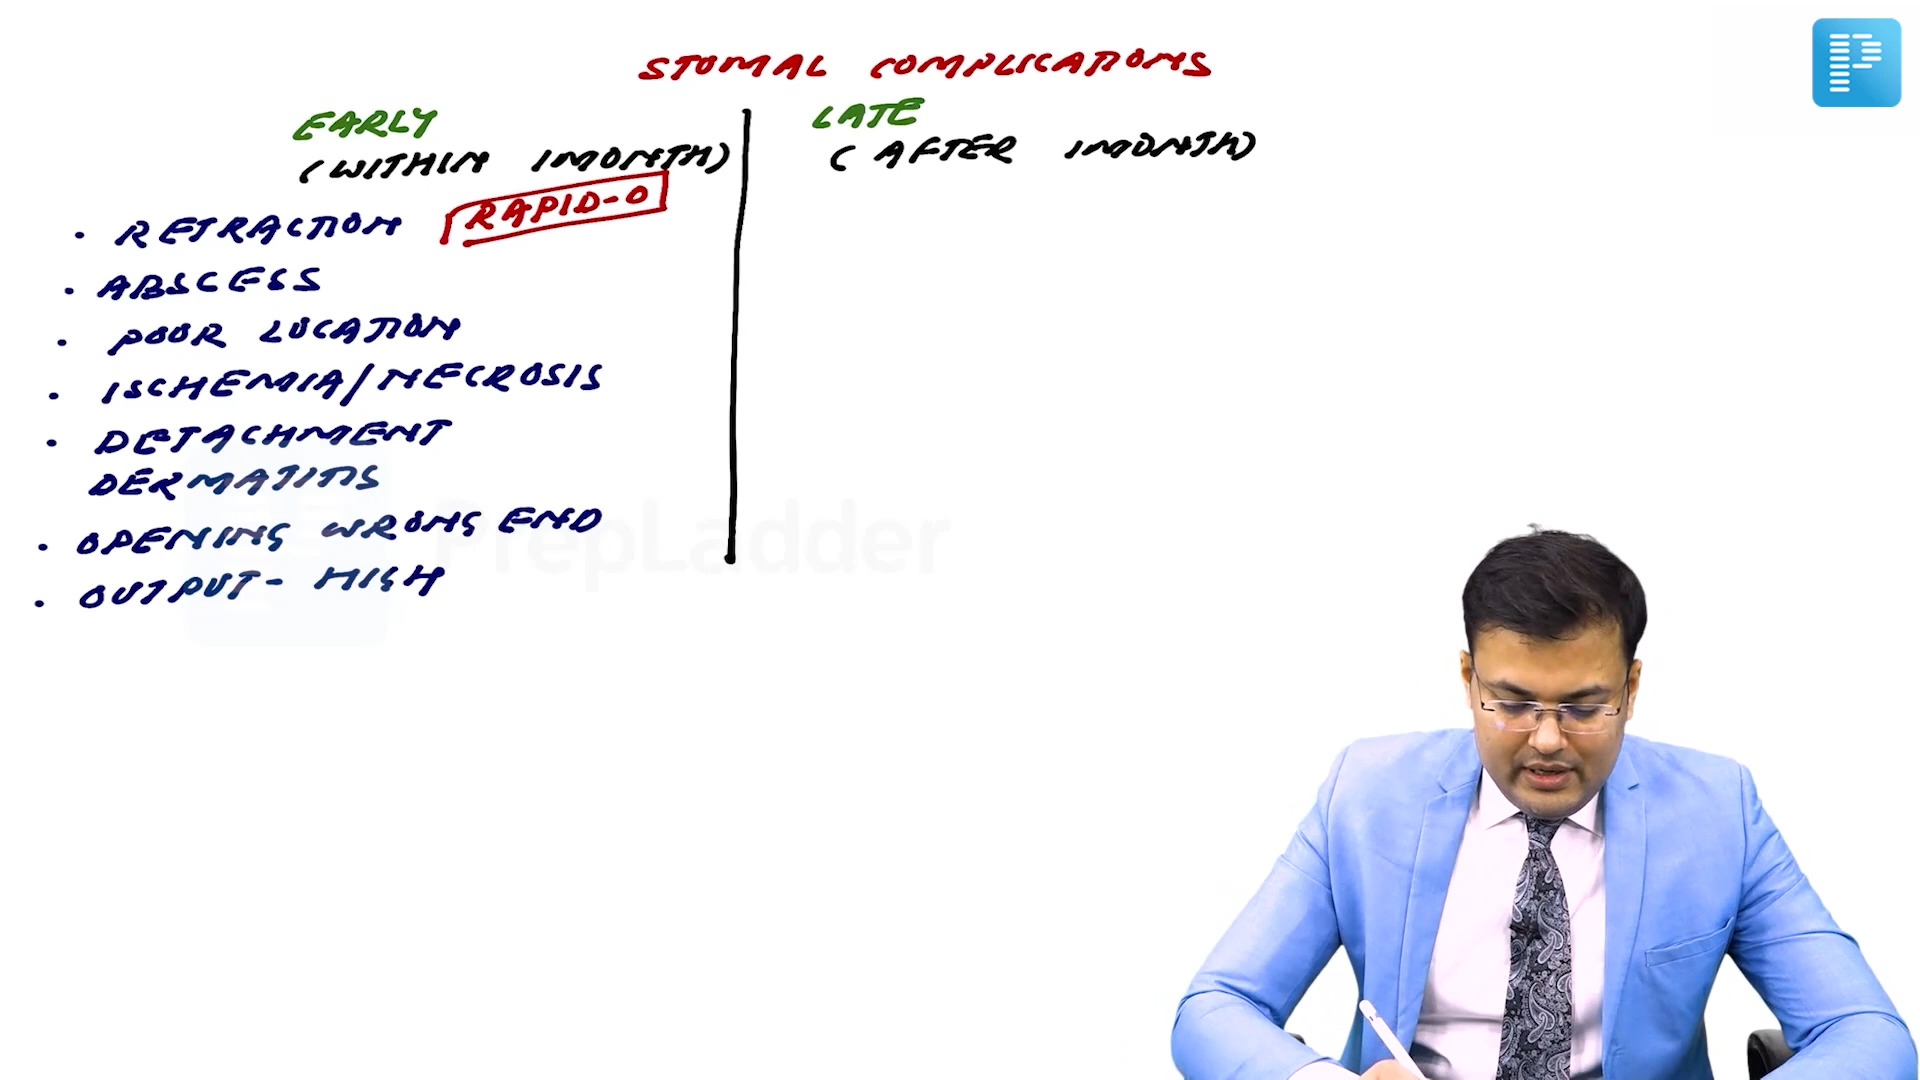 STOMAL COMPLICATIONS
EARLY
(WITHIN 1MONTH)
RAPID-O
• RETRACTION
• ABSCESS
• POOR LOCATION
• ISCHEMIA/NECROSIS
• DETACHMENT
DERMATITIS
• OPENING WRONG END
• OUTPUT- HIGH
LATE
(AFTER 1MONTH)
PrepLadder